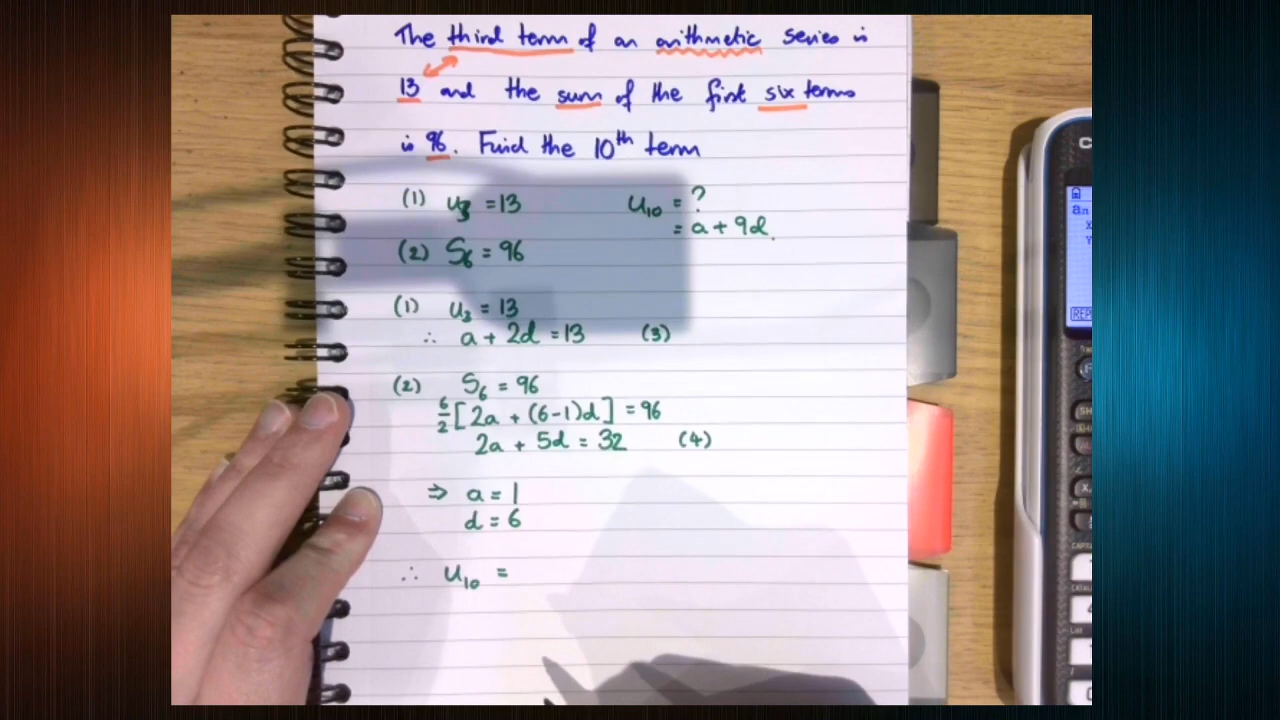 The third term of an arithmetic series is
13 and the sum of the first six terms
is 96. Find the 10th term
(1) u3 = 13 u10 = ?
= a + 9d.
(2) S6 = 96
(1) u3 = 13
∴ a + 2d = 13 (3)
(2) S6 = 96
6/2 [2a + (6-1)d] = 96
2a + 5d = 32 (4)
⇒ a = 1
d = 6
∴ u10 =